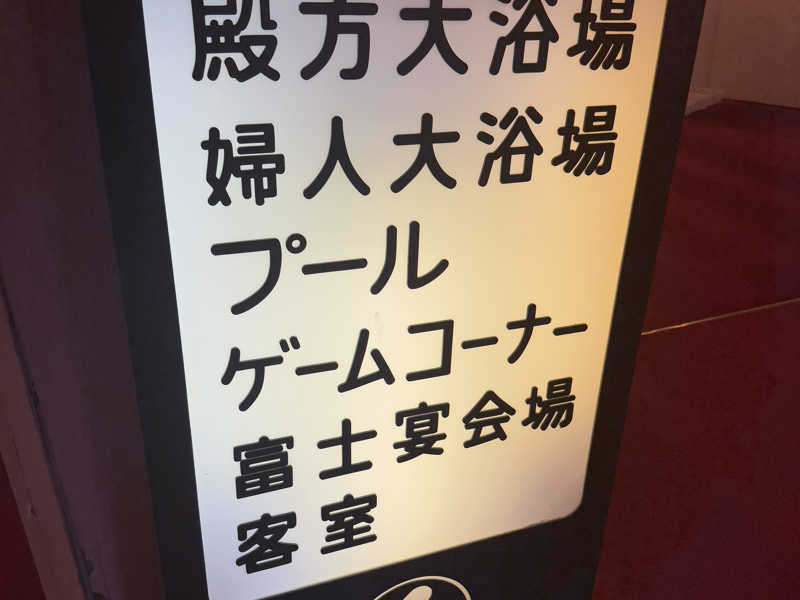 殿方大浴場
婦人大浴場
プール
ゲームコーナー
富士宴会場
客室